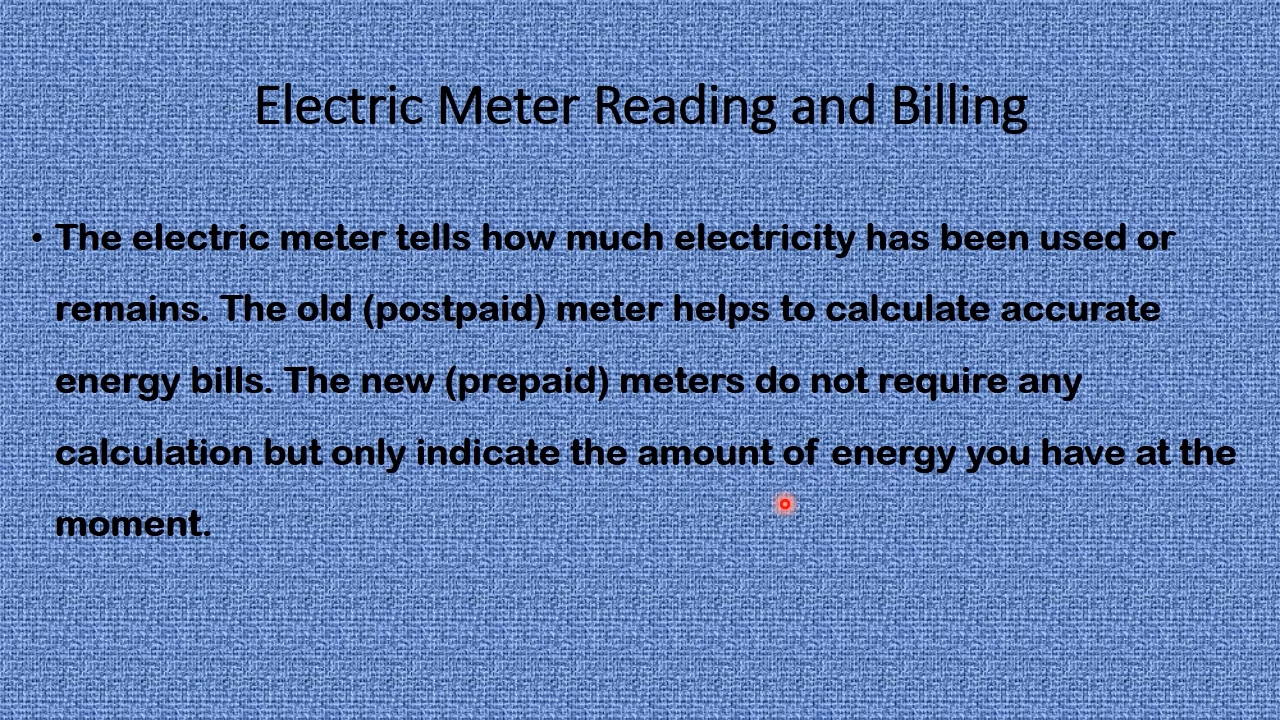 Electric Meter Reading and Billing
• The electric meter tells how much electricity has been used or
remains. The old (postpaid) meter helps to calculate accurate
energy bills. The new (prepaid) meters do not require any
calculation but only indicate the amount of energy you have at the
moment.